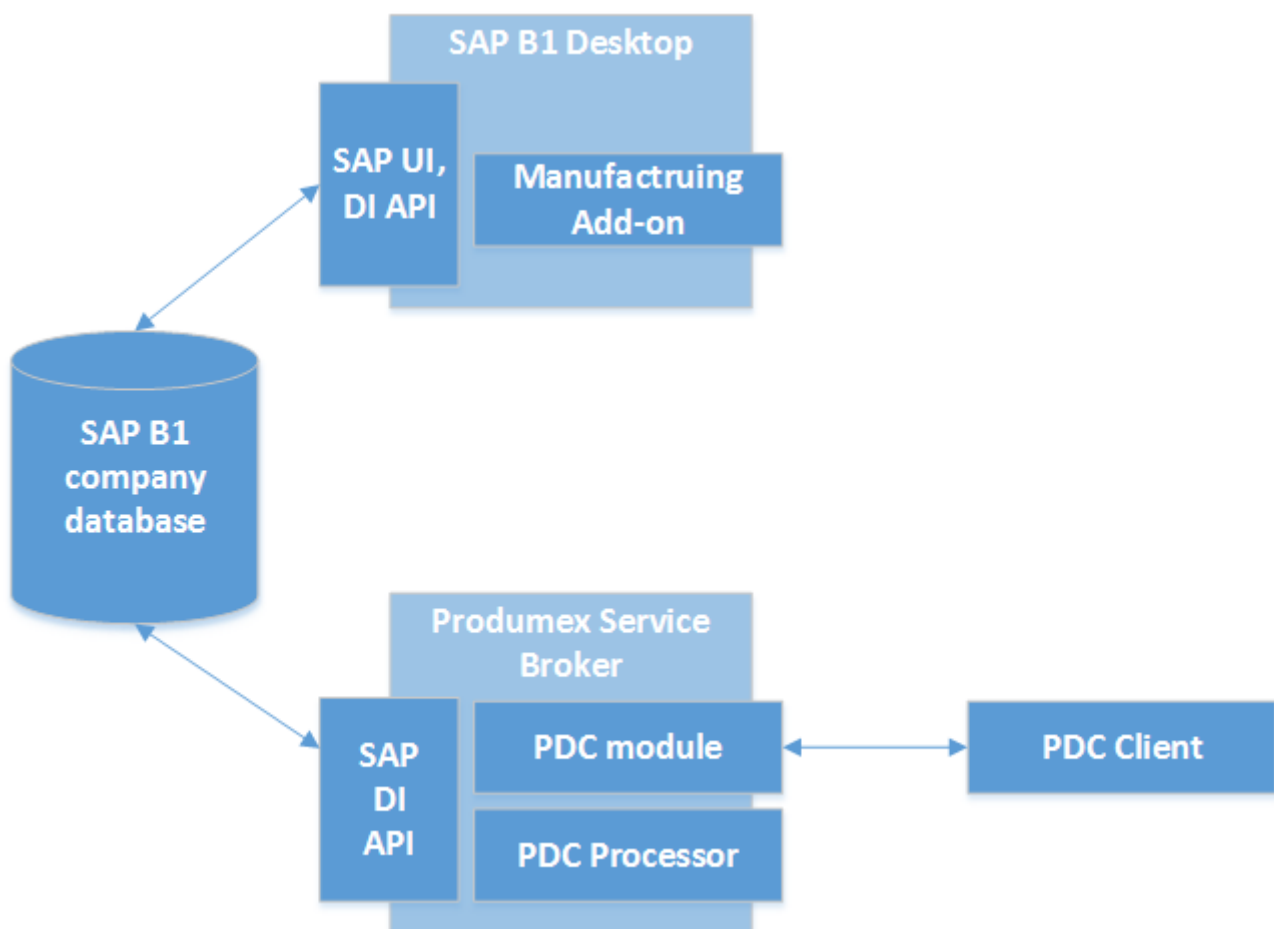 SAP B1 Desktop
SAP UI,
DI API
Manufactruing
Add-on
SAP B1
company
database
Produmex Service
Broker
SAP
DI
API
PDC module
PDC Processor
PDC Client